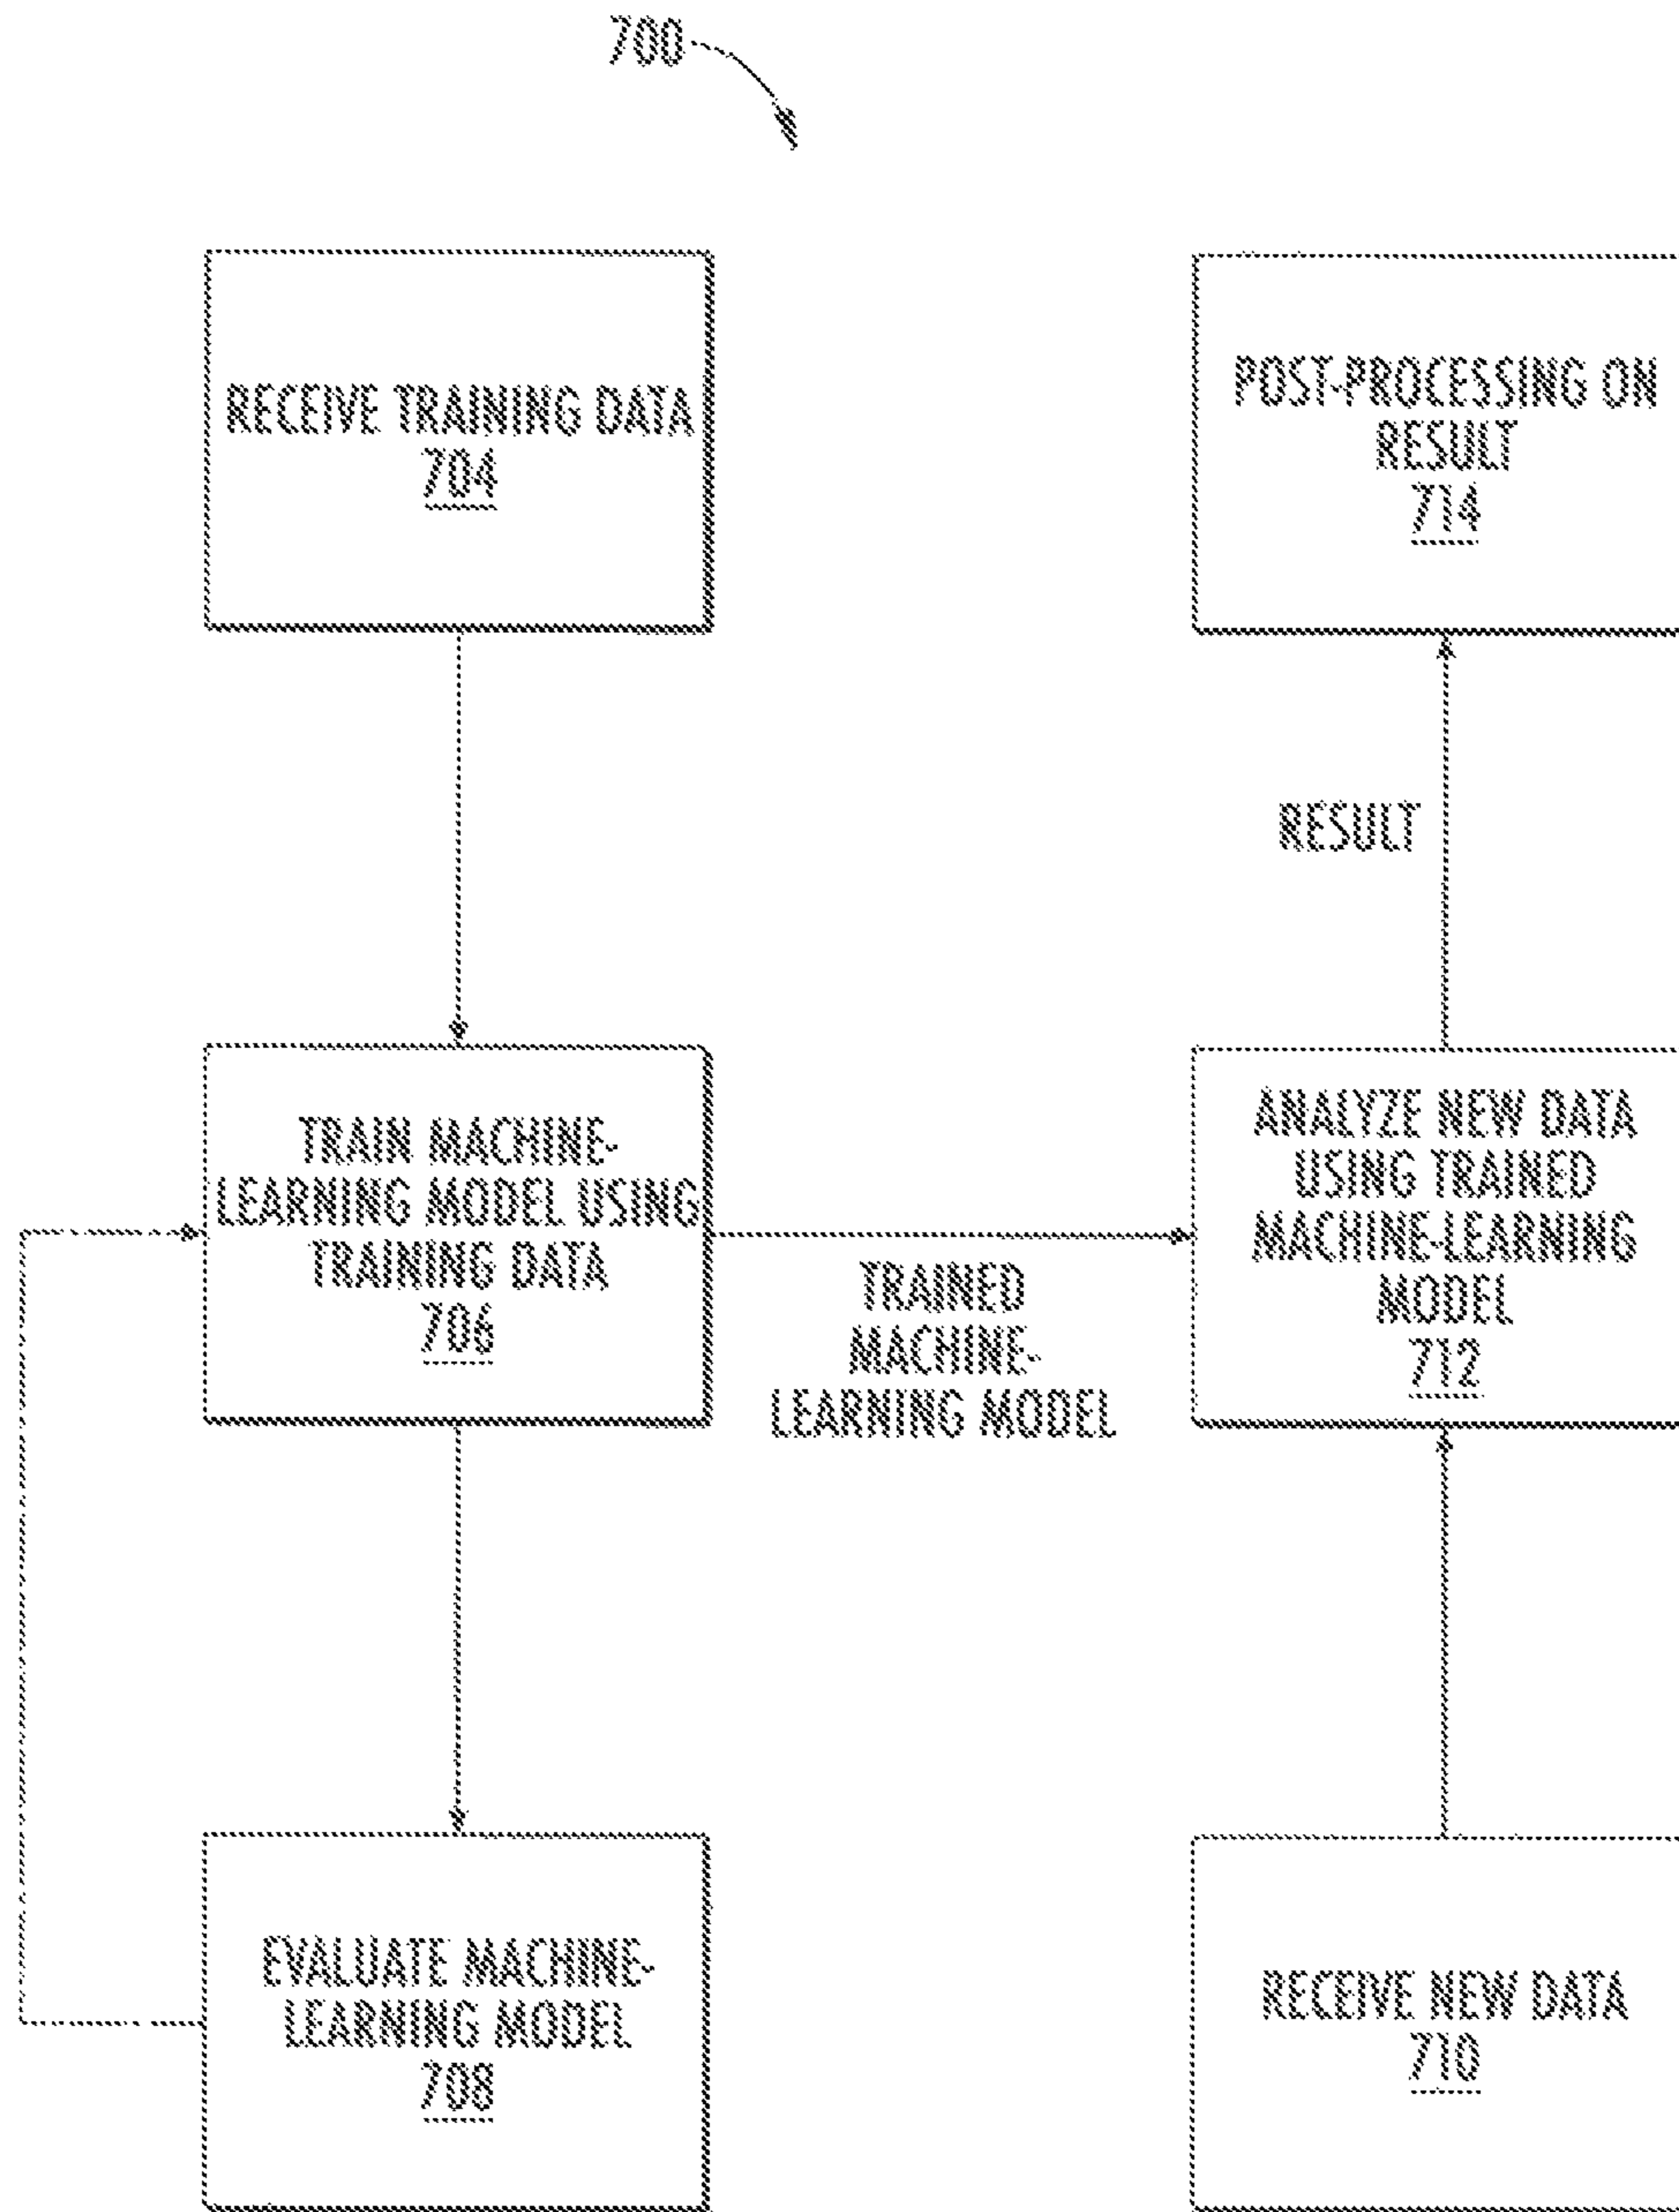 700
RECEIVE TRAINING DATA
704
POST-PROCESSING ON
RESULT
714
RESULT
TRAIN MACHINE-
LEARNING MODEL USING
TRAINING DATA
706
TRAINED
MACHINE-
LEARNING MODEL
ANALYZE NEW DATA
USING TRAINED
MACHINE-LEARNING
MODEL
712
EVALUATE MACHINE-
LEARNING MODEL
708
RECEIVE NEW DATA
710